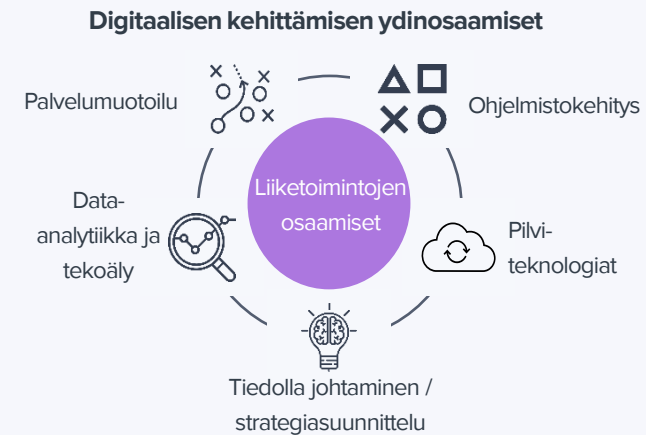 Digitaalisen kehittämisen ydinosaamiset
Palvelumuotoilu
Ohjelmistokehitys
Liiketoimintojen
osaamiset
Data-
analytiikka ja
tekoäly
Pilvi-
teknologiat
Tiedolla johtaminen /
strategiasuunnittelu